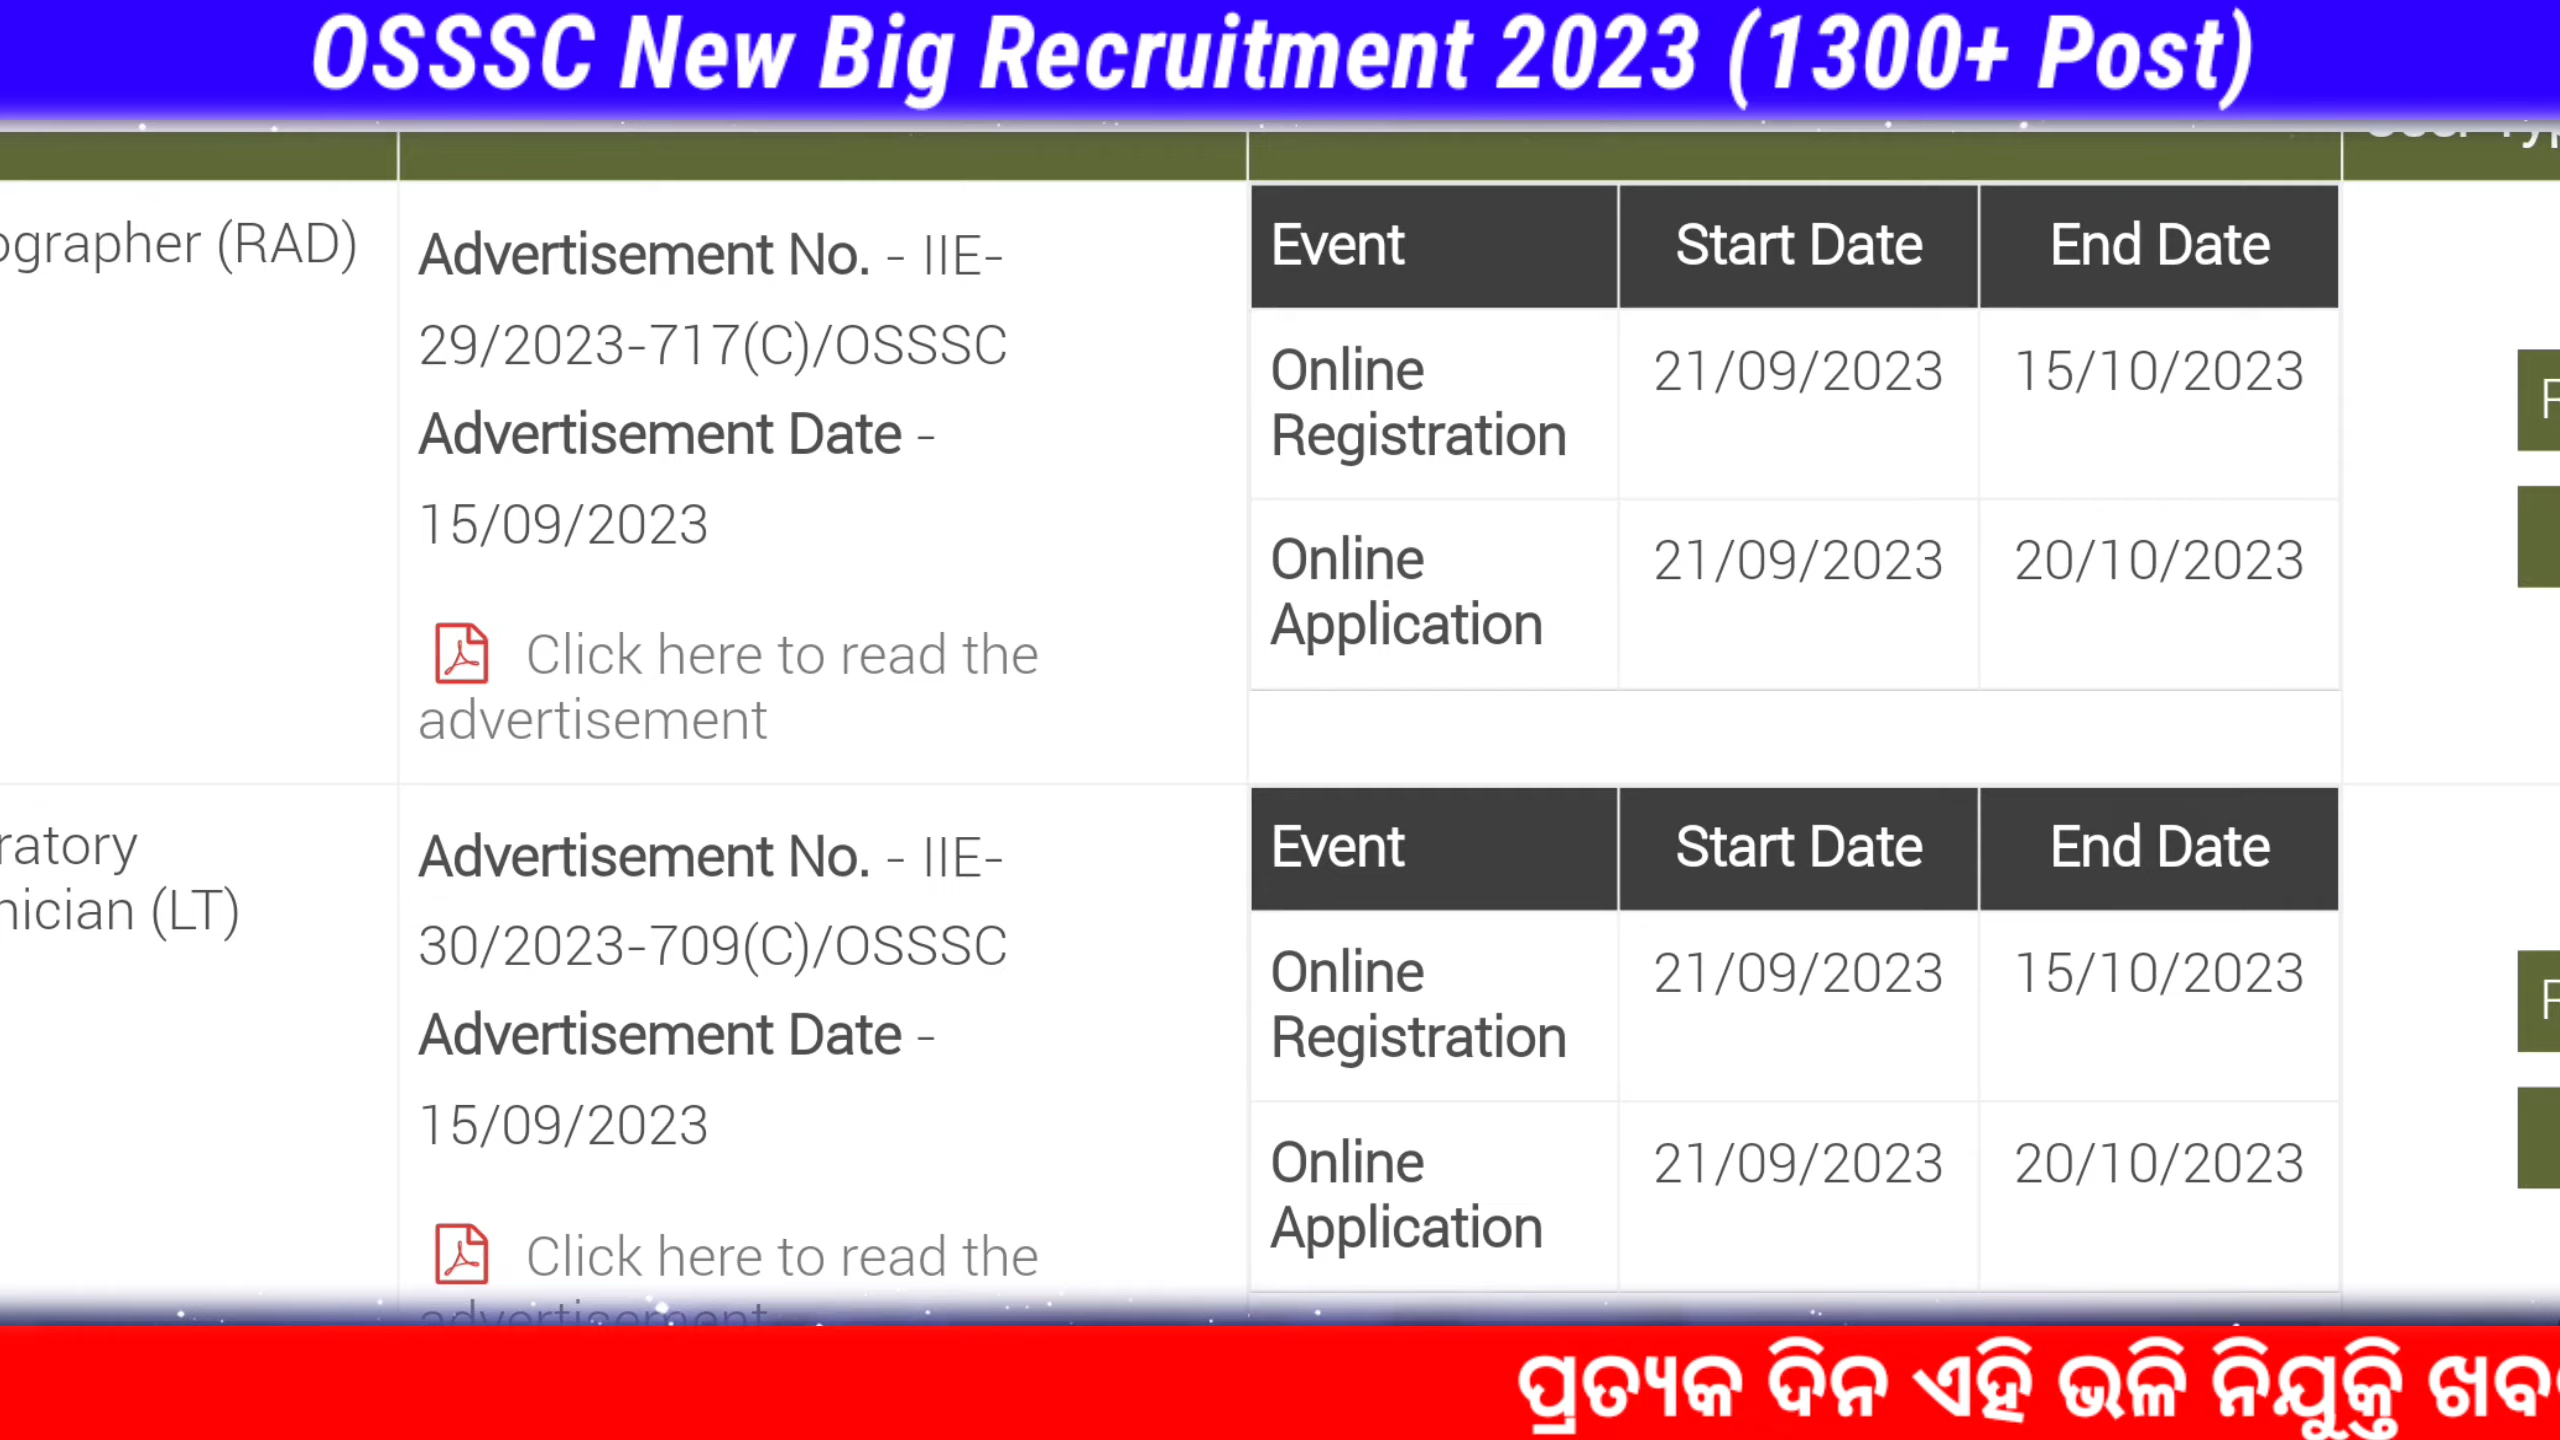 OSSSC New Big Recruitment 2023 (1300+ Post)
ographer (RAD)
Advertisement No. - IIE-
29/2023-717(C)/OSSSC
Advertisement Date -
15/09/2023
Click here to read the
advertisement
Event Start Date End Date
Online
Registration
21/09/2023 15/10/2023
Online
Application
21/09/2023 20/10/2023
ratory
nician (LT)
Advertisement No. - IIE-
30/2023-709(C)/OSSSC
Advertisement Date -
15/09/2023
Click here to read the
advertisement
Event Start Date End Date
Online
Registration
21/09/2023 15/10/2023
Online
Application
21/09/2023 20/10/2023
ପ୍ରତ୍ୟକ ଦିନ ଏହି ଭଳି ନିଯୁକ୍ତି ଖବ